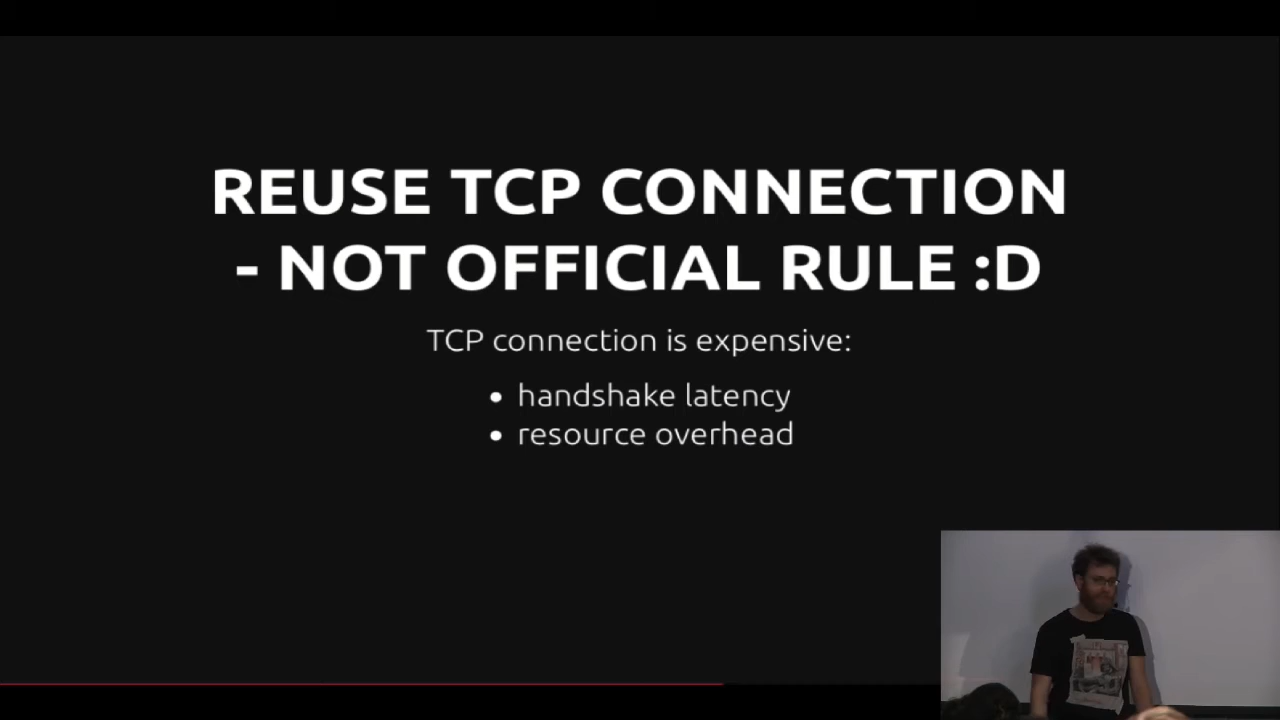 REUSE TCP CONNECTION
- NOT OFFICIAL RULE :D
TCP connection is expensive:
• handshake latency
• resource overhead